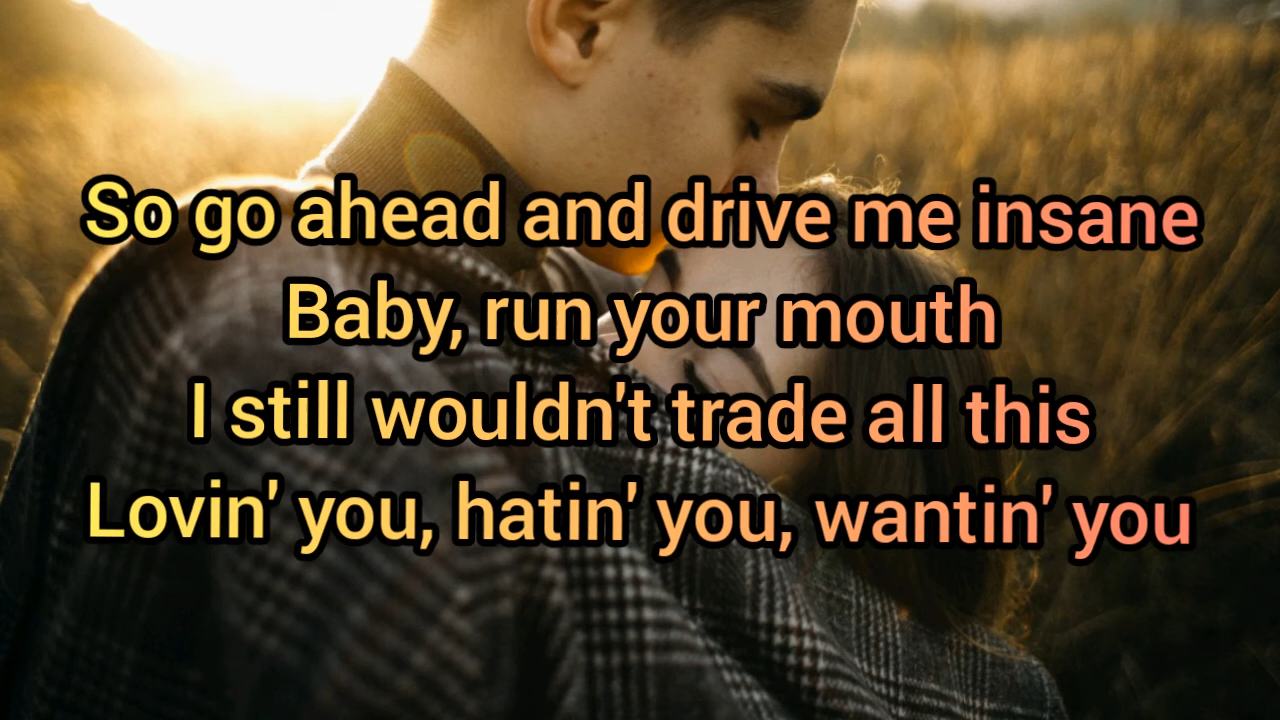 So go ahead and drive me insane
Baby, run your mouth
I still wouldn't trade all this
Lovin' you, hatin' you, wantin' you